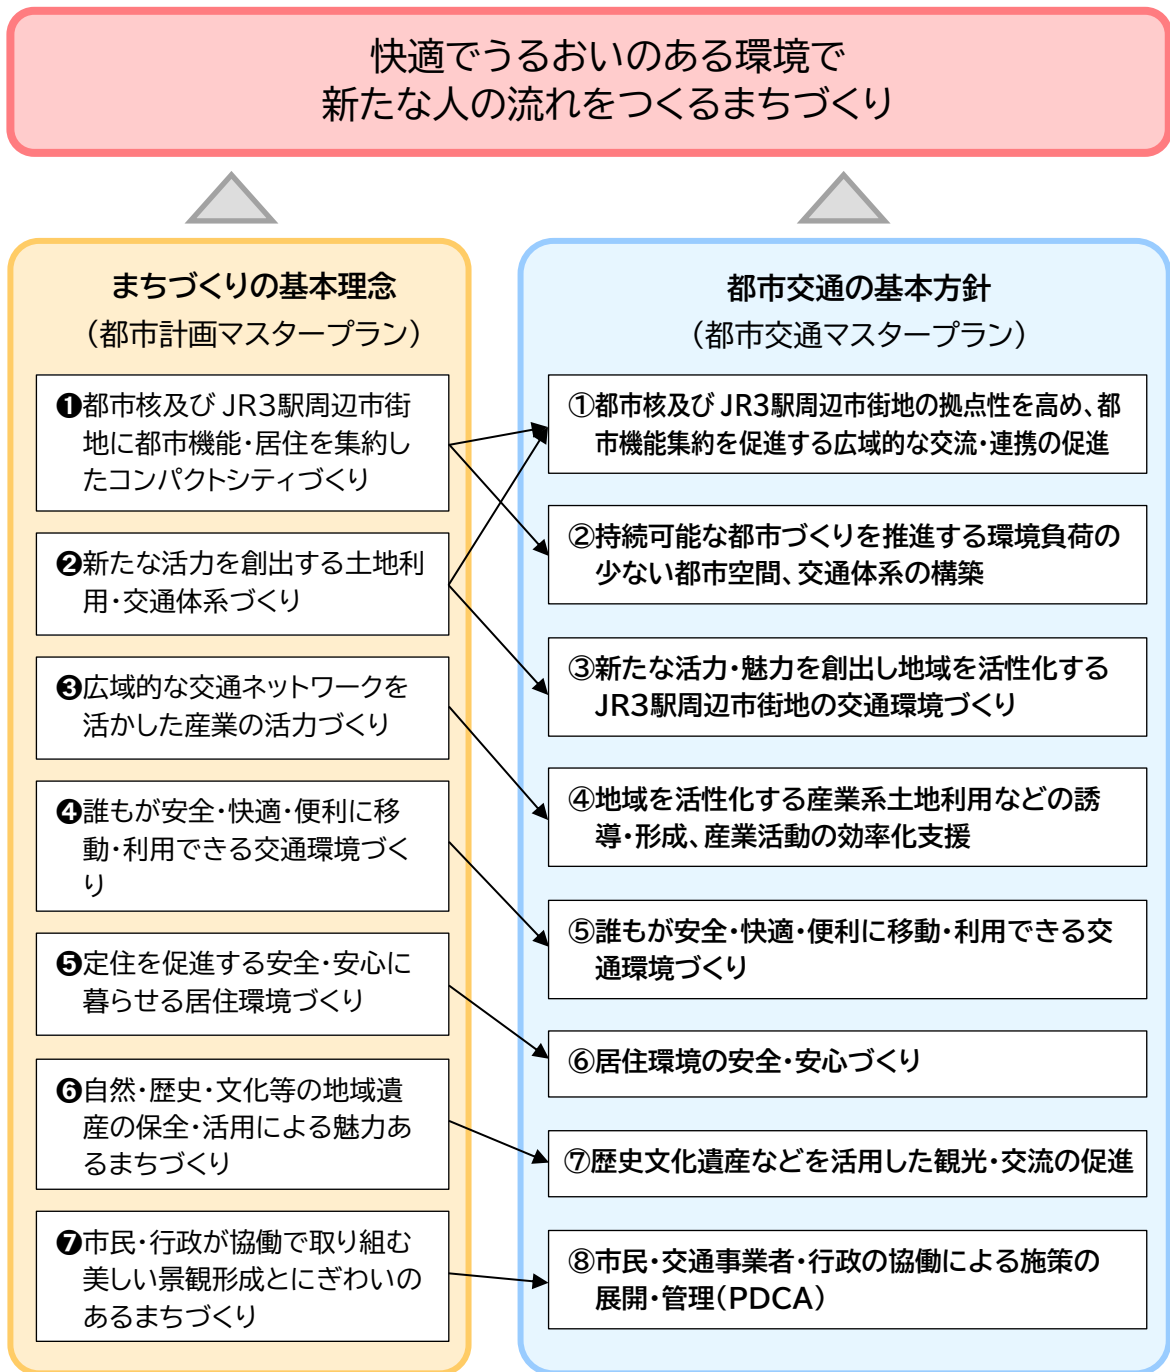 快適でうるおいのある環境で
新たな人の流れをつくるまちづくり
まちづくりの基本理念
（都市計画マスタープラン）
❶都市核及びJR3駅周辺市街
地に都市機能・居住を集約し
たコンパクトシティづくり
❷新たな活力を創出する土地利
用・交通体系づくり
❸広域的な交通ネットワークを
活かした産業の活力づくり
❹誰もが安全・快適・便利に移
動・利用できる交通環境づく
り
❺定住を促進する安全・安心に
暮らせる居住環境づくり
❻自然・歴史・文化等の地域遺
産の保全・活用による魅力あ
るまちづくり
❼市民・行政が協働で取り組む
美しい景観形成とにぎわいの
あるまちづくり
都市交通の基本方針
（都市交通マスタープラン）
①都市核及びJR3駅周辺市街地の拠点性を高め、都
市機能集約を促進する広域的な交流・連携の促進
②持続可能な都市づくりを推進する環境負荷の
少ない都市空間、交通体系の構築
③新たな活力・魅力を創出し地域を活性化する
JR3駅周辺市街地の交通環境づくり
④地域を活性化する産業系土地利用などの誘
導・形成、産業活動の効率化支援
⑤誰もが安全・快適・便利に移動・利用できる交
通環境づくり
⑥居住環境の安全・安心づくり
⑦歴史文化遺産などを活用した観光・交流の促進
⑧市民・交通事業者・行政の協働による施策の
展開・管理（PDCA）